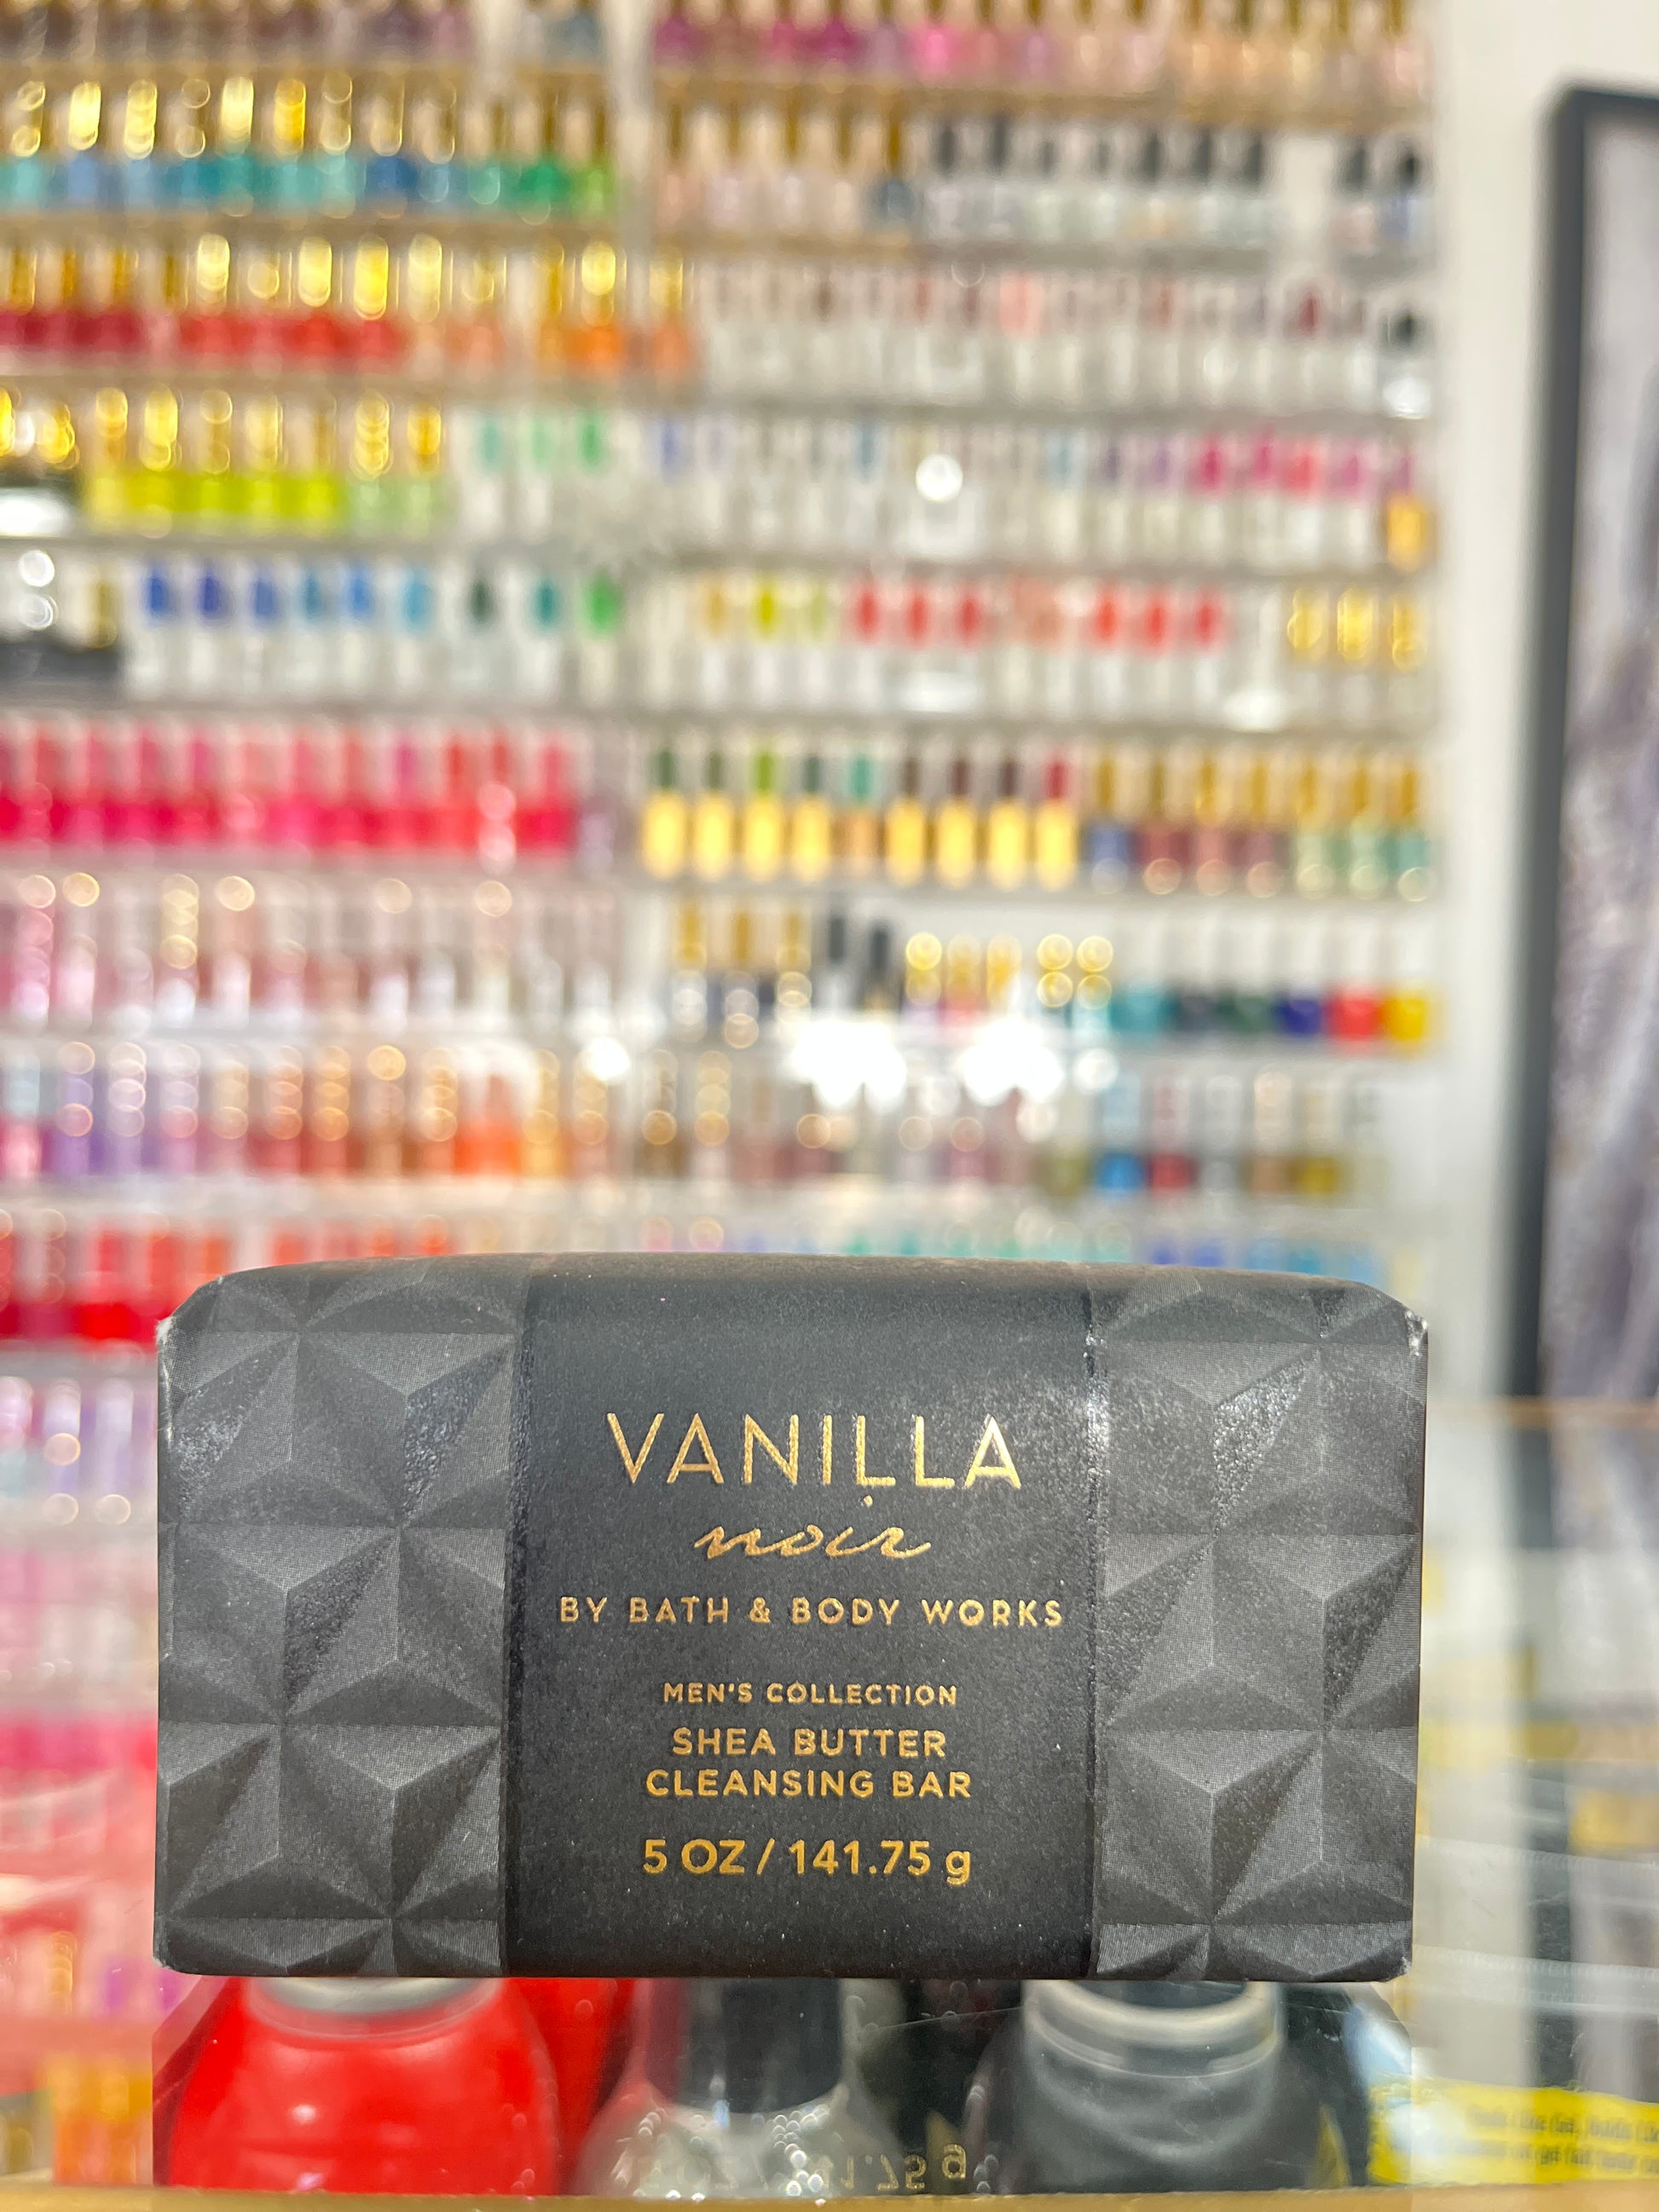 VANILLA
noir
BY BATH & BODY WORKS
MEN'S COLLECTION
SHEA BUTTER
CLEANSING BAR
5 OZ / 141.75 g